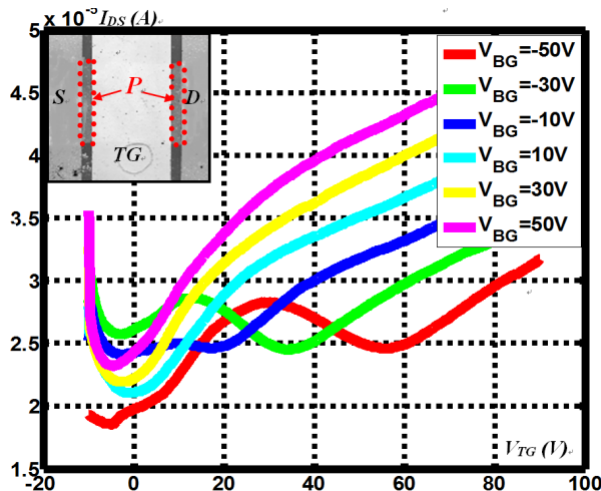 5 x 10⁻⁵ I_DS (A)
4.5
4
3.5
3
2.5
2
1.5
-20 0 20 40 60 80 100
V_TG (V)
S P D
TG
V_BG=-50V
V_BG=-30V
V_BG=-10V
V_BG=10V
V_BG=30V
V_BG=50V